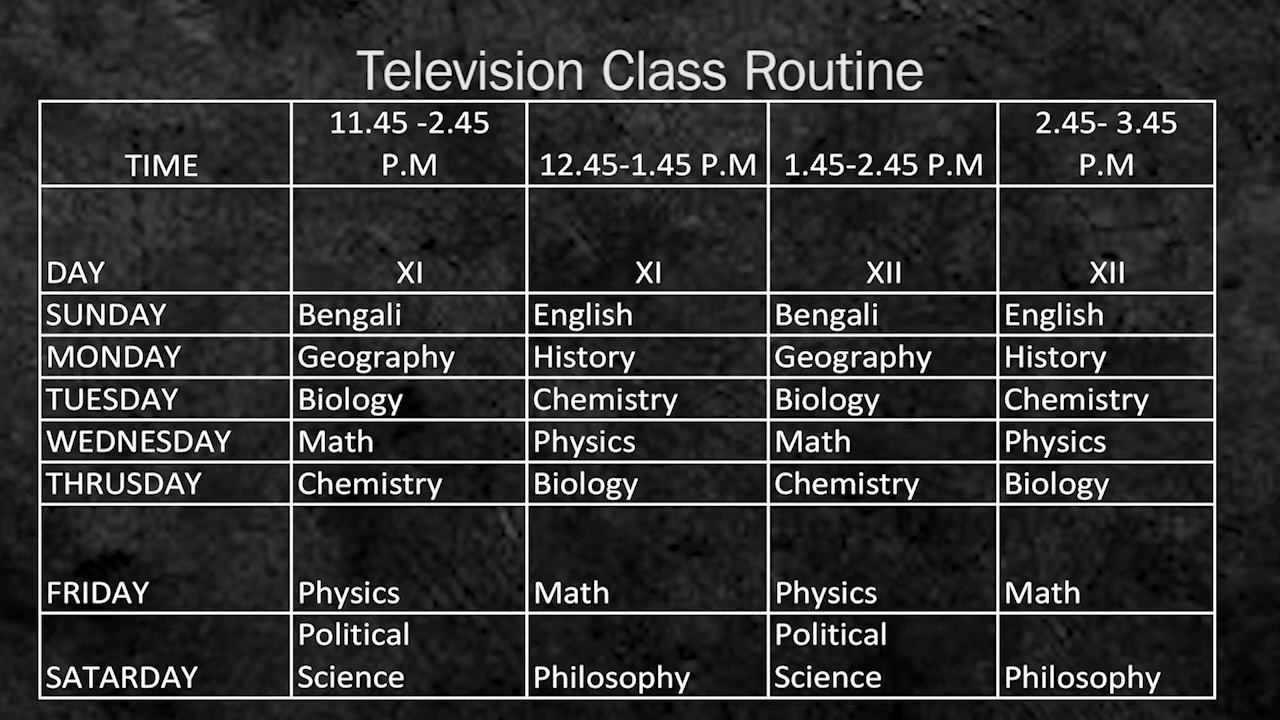 Television Class Routine
TIME 11.45 -2.45 P.M 12.45-1.45 P.M 1.45-2.45 P.M 2.45- 3.45 P.M
DAY XI XI XII XII
SUNDAY Bengali English Bengali English
MONDAY Geography History Geography History
TUESDAY Biology Chemistry Biology Chemistry
WEDNESDAY Math Physics Math Physics
THRUSDAY Chemistry Biology Chemistry Biology
FRIDAY Physics Math Physics Math
SATARDAY Political Science Philosophy Political Science Philosophy